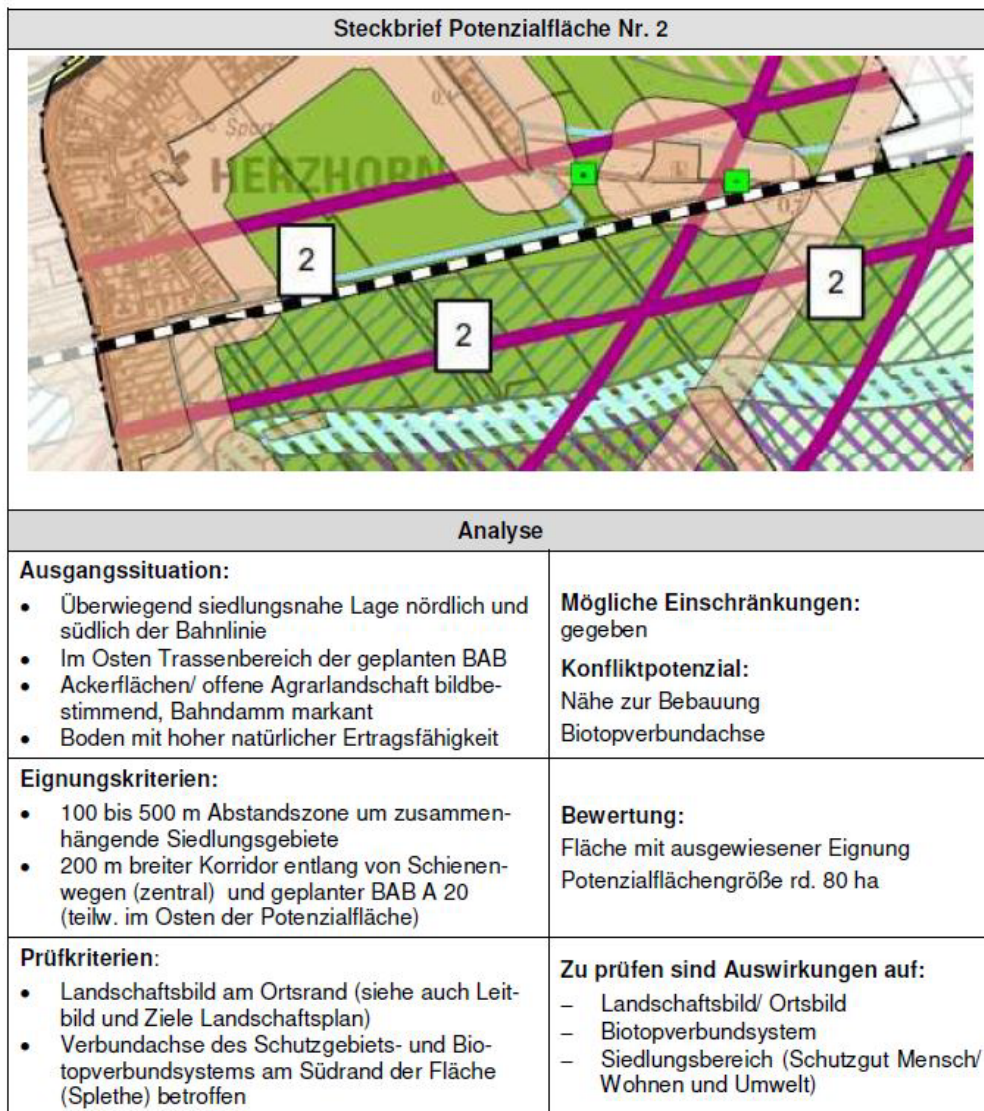 Steckbrief Potenzialfläche Nr. 2
Sport
HERZHORN
2
2
2
0,7
Analyse
Ausgangssituation:
• Überwiegend siedlungsnahe Lage nördlich und
südlich der Bahnlinie
• Im Osten Trassenbereich der geplanten BAB
• Ackerflächen/ offene Agrarlandschaft bildbe-
stimmend, Bahndamm markant
• Boden mit hoher natürlicher Ertragsfähigkeit
Mögliche Einschränkungen:
gegeben
Konfliktpotenzial:
Nähe zur Bebauung
Biotopverbundachse
Eignungskriterien:
• 100 bis 500 m Abstandszone um zusammen-
hängende Siedlungsgebiete
• 200 m breiter Korridor entlang von Schienen-
wegen (zentral) und geplanter BAB A 20
(teilw. im Osten der Potenzialfläche)
Bewertung:
Fläche mit ausgewiesener Eignung
Potenzialflächengröße rd. 80 ha
Prüfkriterien:
• Landschaftsbild am Ortsrand (siehe auch Leit-
bild und Ziele Landschaftsplan)
• Verbundachse des Schutzgebiets- und Bio-
topverbundsystems am Südrand der Fläche
(Splethe) betroffen
Zu prüfen sind Auswirkungen auf:
– Landschaftsbild/ Ortsbild
– Biotopverbundsystem
– Siedlungsbereich (Schutzgut Mensch/
Wohnen und Umwelt)